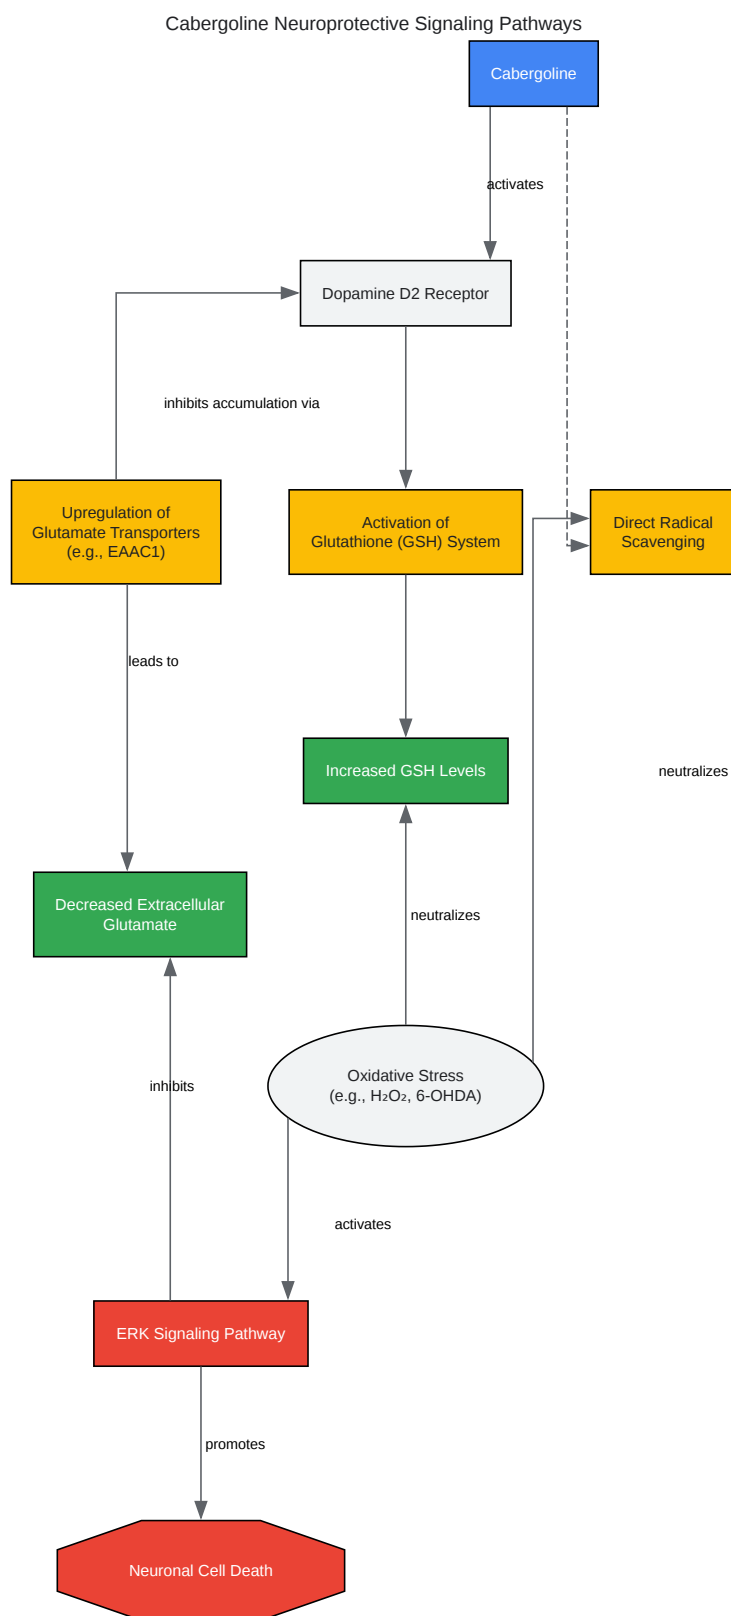 Cabergoline Neuroprotective Signaling Pathways
Cabergoline
activates
Dopamine D2 Receptor
inhibits accumulation via
Upregulation of
Glutamate Transporters
(e.g., EAAC1)
Activation of
Glutathione (GSH) System
Direct Radical
Scavenging
leads to
Increased GSH Levels
neutralizes
Decreased Extracellular
Glutamate
neutralizes
Oxidative Stress
(e.g., H₂O₂, 6-OHDA)
inhibits
activates
ERK Signaling Pathway
promotes
Neuronal Cell Death